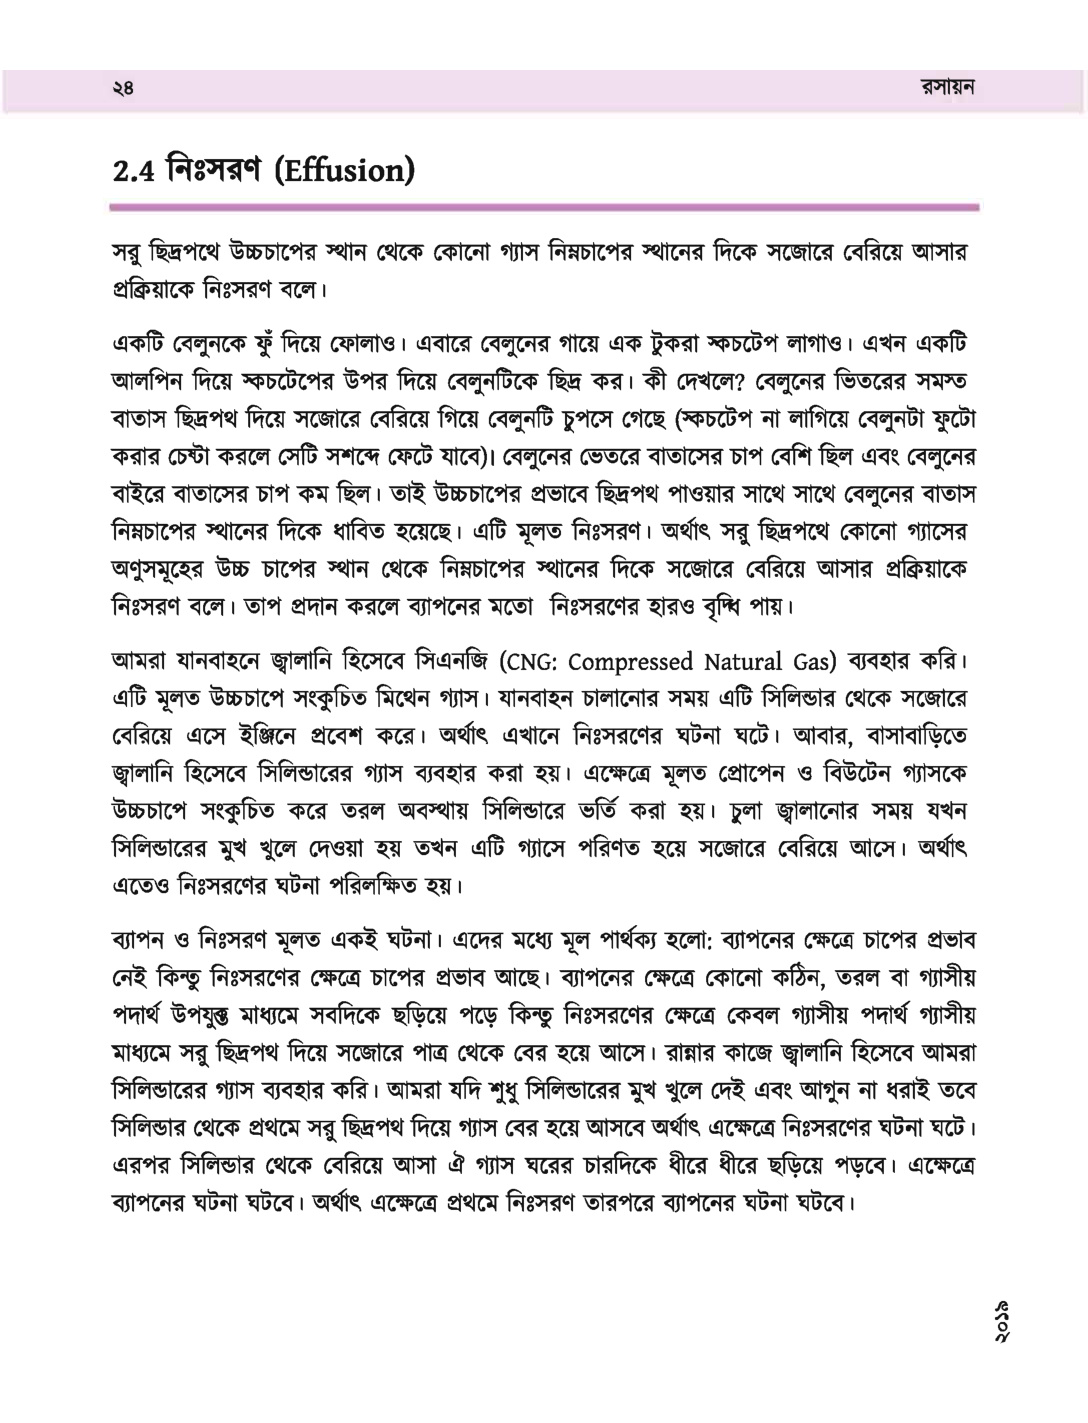 ২৪
রসায়ন
2.4 নিঃসরণ (Effusion)
সরু ছিদ্রপথে উচ্চচাপের স্থান থেকে কোনো গ্যাস নিম্নচাপের স্থানের দিকে সজোরে বেরিয়ে আসার
প্রক্রিয়াকে নিঃসরণ বলে।
একটি বেলুনকে ফুঁ দিয়ে ফোলাও। এবারে বেলুনের গায়ে এক টুকরা স্কচটেপ লাগাও। এখন একটি
আলপিন দিয়ে স্কচটেপের উপর দিয়ে বেলুনটিকে ছিদ্র কর। কী দেখলে? বেলুনের ভিতরের সমস্ত
বাতাস ছিদ্রপথ দিয়ে সজোরে বেরিয়ে গিয়ে বেলুনটি চুপসে গেছে (স্কচটেপ না লাগিয়ে বেলুনটা ফুটো
করার চেষ্টা করলে সেটি সশব্দে ফেটে যাবে)। বেলুনের ভেতরে বাতাসের চাপ বেশি ছিল এবং বেলুনের
বাইরে বাতাসের চাপ কম ছিল। তাই উচ্চচাপের প্রভাবে ছিদ্রপথ পাওয়ার সাথে সাথে বেলুনের বাতাস
নিম্নচাপের স্থানের দিকে ধাবিত হয়েছে। এটি মূলত নিঃসরণ। অর্থাৎ সরু ছিদ্রপথে কোনো গ্যাসের
অণুসমূহের উচ্চ চাপের স্থান থেকে নিম্নচাপের স্থানের দিকে সজোরে বেরিয়ে আসার প্রক্রিয়াকে
নিঃসরণ বলে। তাপ প্রদান করলে ব্যাপনের মতো নিঃসরণের হারও বৃদ্ধি পায়।
আমরা যানবাহনে জ্বালানি হিসেবে সিএনজি (CNG: Compressed Natural Gas) ব্যবহার করি।
এটি মূলত উচ্চচাপে সংকুচিত মিথেন গ্যাস। যানবাহন চালানোর সময় এটি সিলিন্ডার থেকে সজোরে
বেরিয়ে এসে ইঞ্জিনে প্রবেশ করে। অর্থাৎ এখানে নিঃসরণের ঘটনা ঘটে। আবার, বাসাবাড়িতে
জ্বালানি হিসেবে সিলিন্ডারের গ্যাস ব্যবহার করা হয়। এক্ষেত্রে মূলত প্রোপেন ও বিউটেন গ্যাসকে
উচ্চচাপে সংকুচিত করে তরল অবস্থায় সিলিন্ডারে ভর্তি করা হয়। চুলা জ্বালানোর সময় যখন
সিলিন্ডারের মুখ খুলে দেওয়া হয় তখন এটি গ্যাসে পরিণত হয়ে সজোরে বেরিয়ে আসে। অর্থাৎ
এতেও নিঃসরণের ঘটনা পরিলক্ষিত হয়।
ব্যাপন ও নিঃসরণ মূলত একই ঘটনা। এদের মধ্যে মূল পার্থক্য হলো: ব্যাপনের ক্ষেত্রে চাপের প্রভাব
নেই কিন্তু নিঃসরণের ক্ষেত্রে চাপের প্রভাব আছে। ব্যাপনের ক্ষেত্রে কোনো কঠিন, তরল বা গ্যাসীয়
পদার্থ উপযুক্ত মাধ্যমে সবদিকে ছড়িয়ে পড়ে কিন্তু নিঃসরণের ক্ষেত্রে কেবল গ্যাসীয় পদার্থ গ্যাসীয়
মাধ্যমে সরু ছিদ্রপথ দিয়ে সজোরে পাত্র থেকে বের হয়ে আসে। রান্নার কাজে জ্বালানি হিসেবে আমরা
সিলিন্ডারের গ্যাস ব্যবহার করি। আমরা যদি শুধু সিলিন্ডারের মুখ খুলে দেই এবং আগুন না ধরাই তবে
সিলিন্ডার থেকে প্রথমে সরু ছিদ্রপথ দিয়ে গ্যাস বের হয়ে আসবে অর্থাৎ এক্ষেত্রে নিঃসরণের ঘটনা ঘটে।
এরপর সিলিন্ডার থেকে বেরিয়ে আসা ঐ গ্যাস ঘরের চারদিকে ধীরে ধীরে ছড়িয়ে পড়বে। এক্ষেত্রে
ব্যাপনের ঘটনা ঘটবে। অর্থাৎ এক্ষেত্রে প্রথমে নিঃসরণ তারপরে ব্যাপনের ঘটনা ঘটবে।
২০১৯